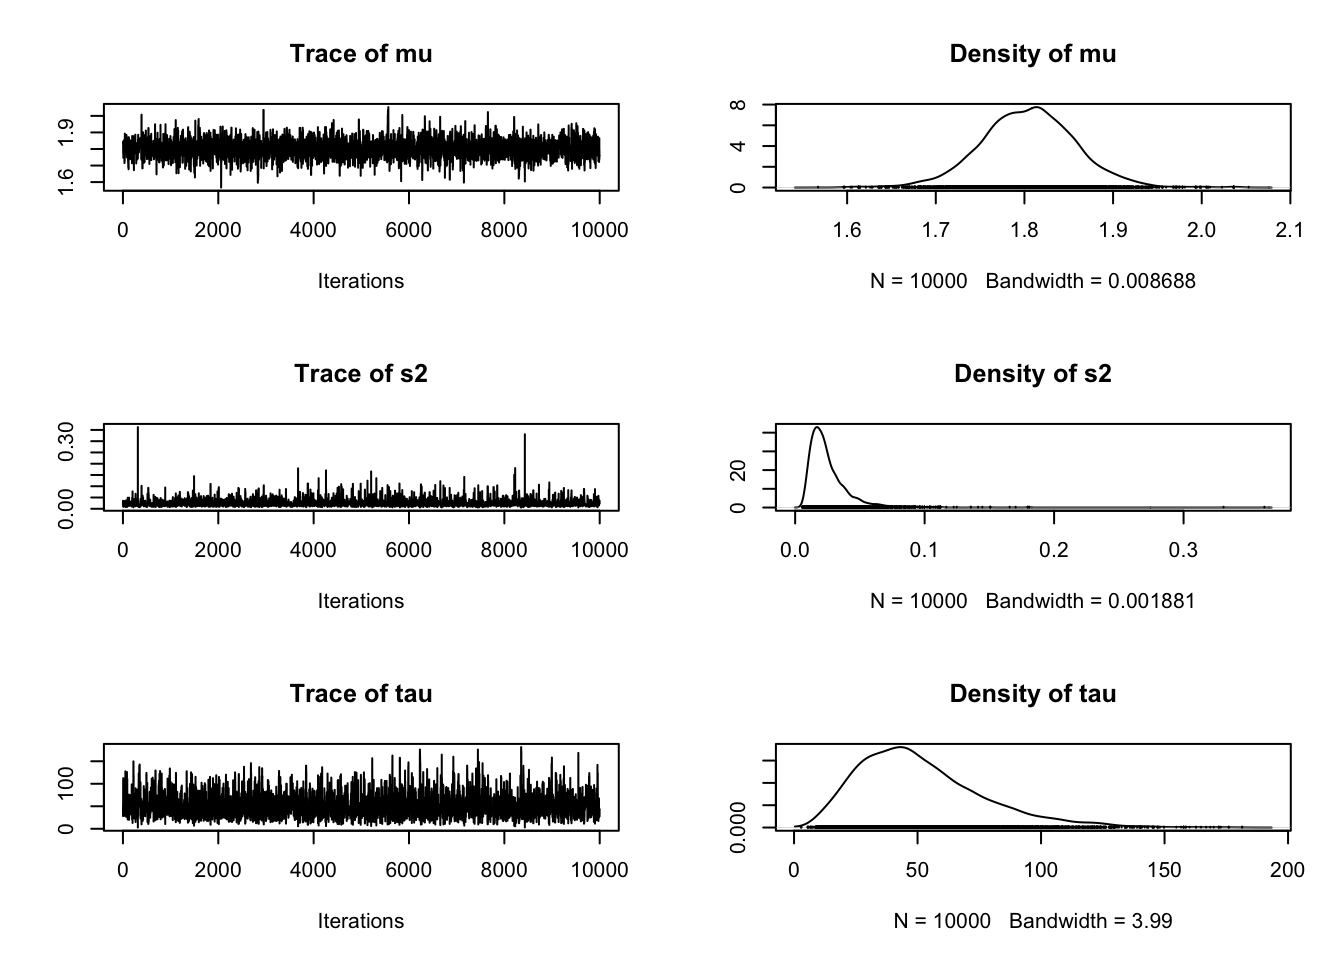 Trace of mu
1.6 1.9
0 2000 4000 6000 8000 10000
Iterations
Density of mu
0 4 8
1.6 1.7 1.8 1.9 2.0 2.1
N = 10000 Bandwidth = 0.008688
Trace of s2
0.00 0.30
0 2000 4000 6000 8000 10000
Iterations
Density of s2
0 20
0.0 0.1 0.2 0.3
N = 10000 Bandwidth = 0.001881
Trace of tau
0 100
0 2000 4000 6000 8000 10000
Iterations
Density of tau
0.000
0 50 100 150 200
N = 10000 Bandwidth = 3.99